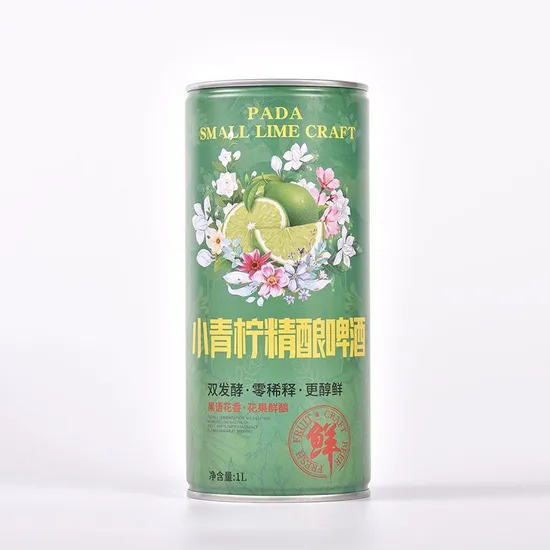 PADA
SMALL LIME CRAFT
小青柠精酿啤酒
双发酵·零稀释·更醇鲜
果语花香·花果鲜酿
FRESH FRUIT & CRAFT BEER
鲜
净含量:1L